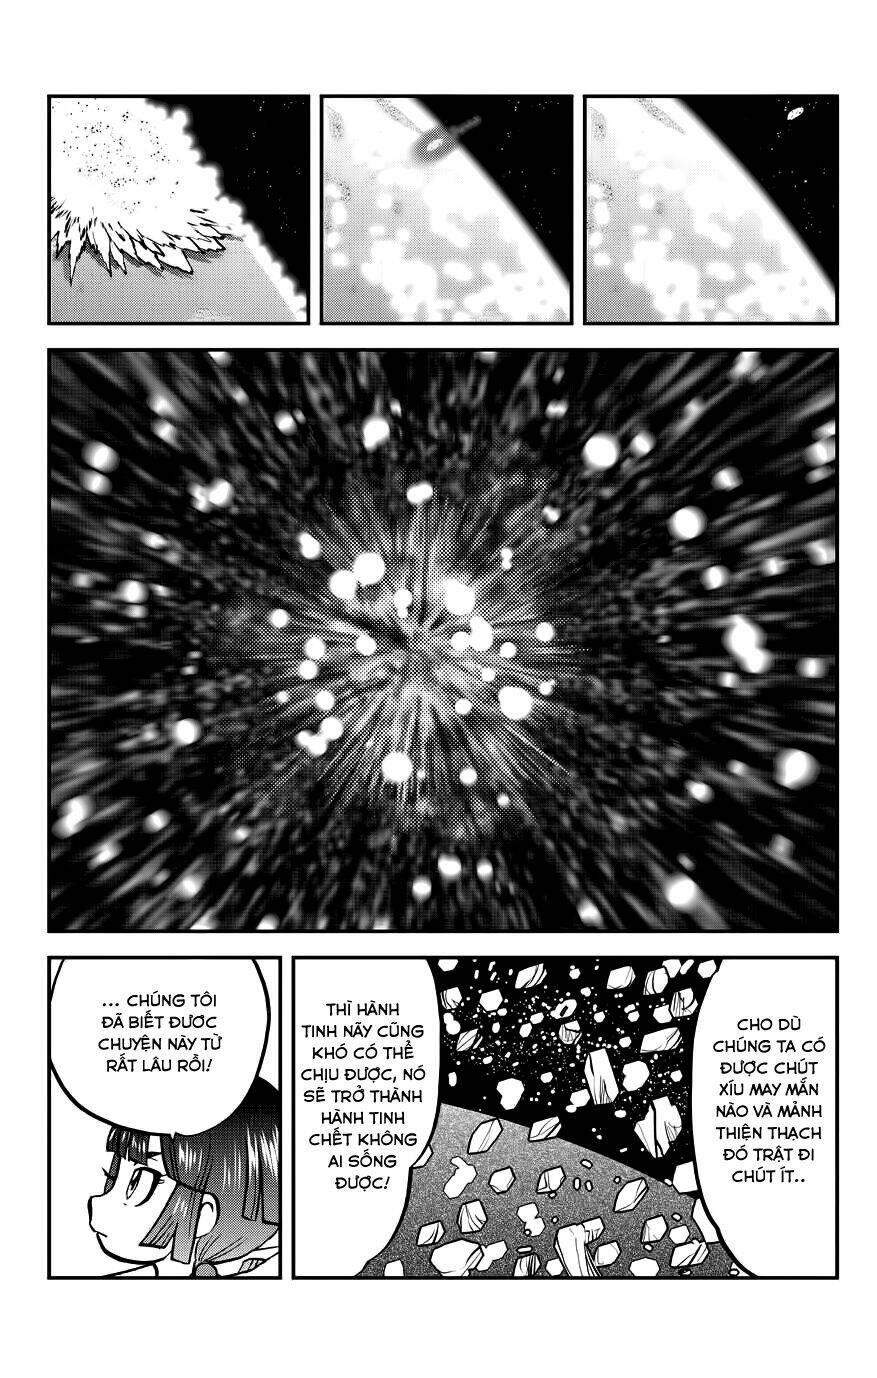 CHO DÙ
CHÚNG TA CÓ
ĐƯỢC CHÚT
XÍU MAY MẮN
NÀO VÀ MẢNH
THIÊN THẠCH
ĐÓ TRẬT ĐI
CHÚT ÍT..
THÌ HÀNH
TINH NÃY CŨNG
KHÓ CÓ THỂ
CHỊU ĐƯỢC, NÓ
SẼ TRỞ THÀNH
HÀNH TINH
CHẾT KHÔNG
AI SỐNG
ĐƯỢC!
... CHÚNG TÔI
ĐÃ BIẾT ĐƯƠC
CHUYỆN NÀY TỪ
RẤT LÂU RỒI!